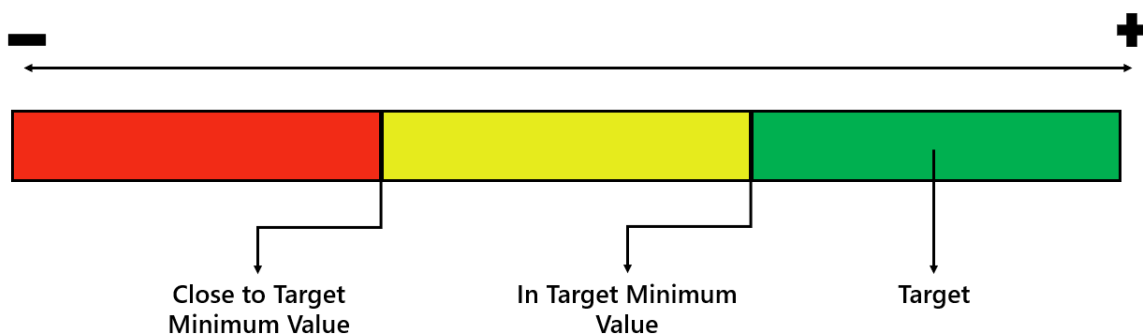 Close to Target
Minimum Value
In Target Minimum
Value
Target